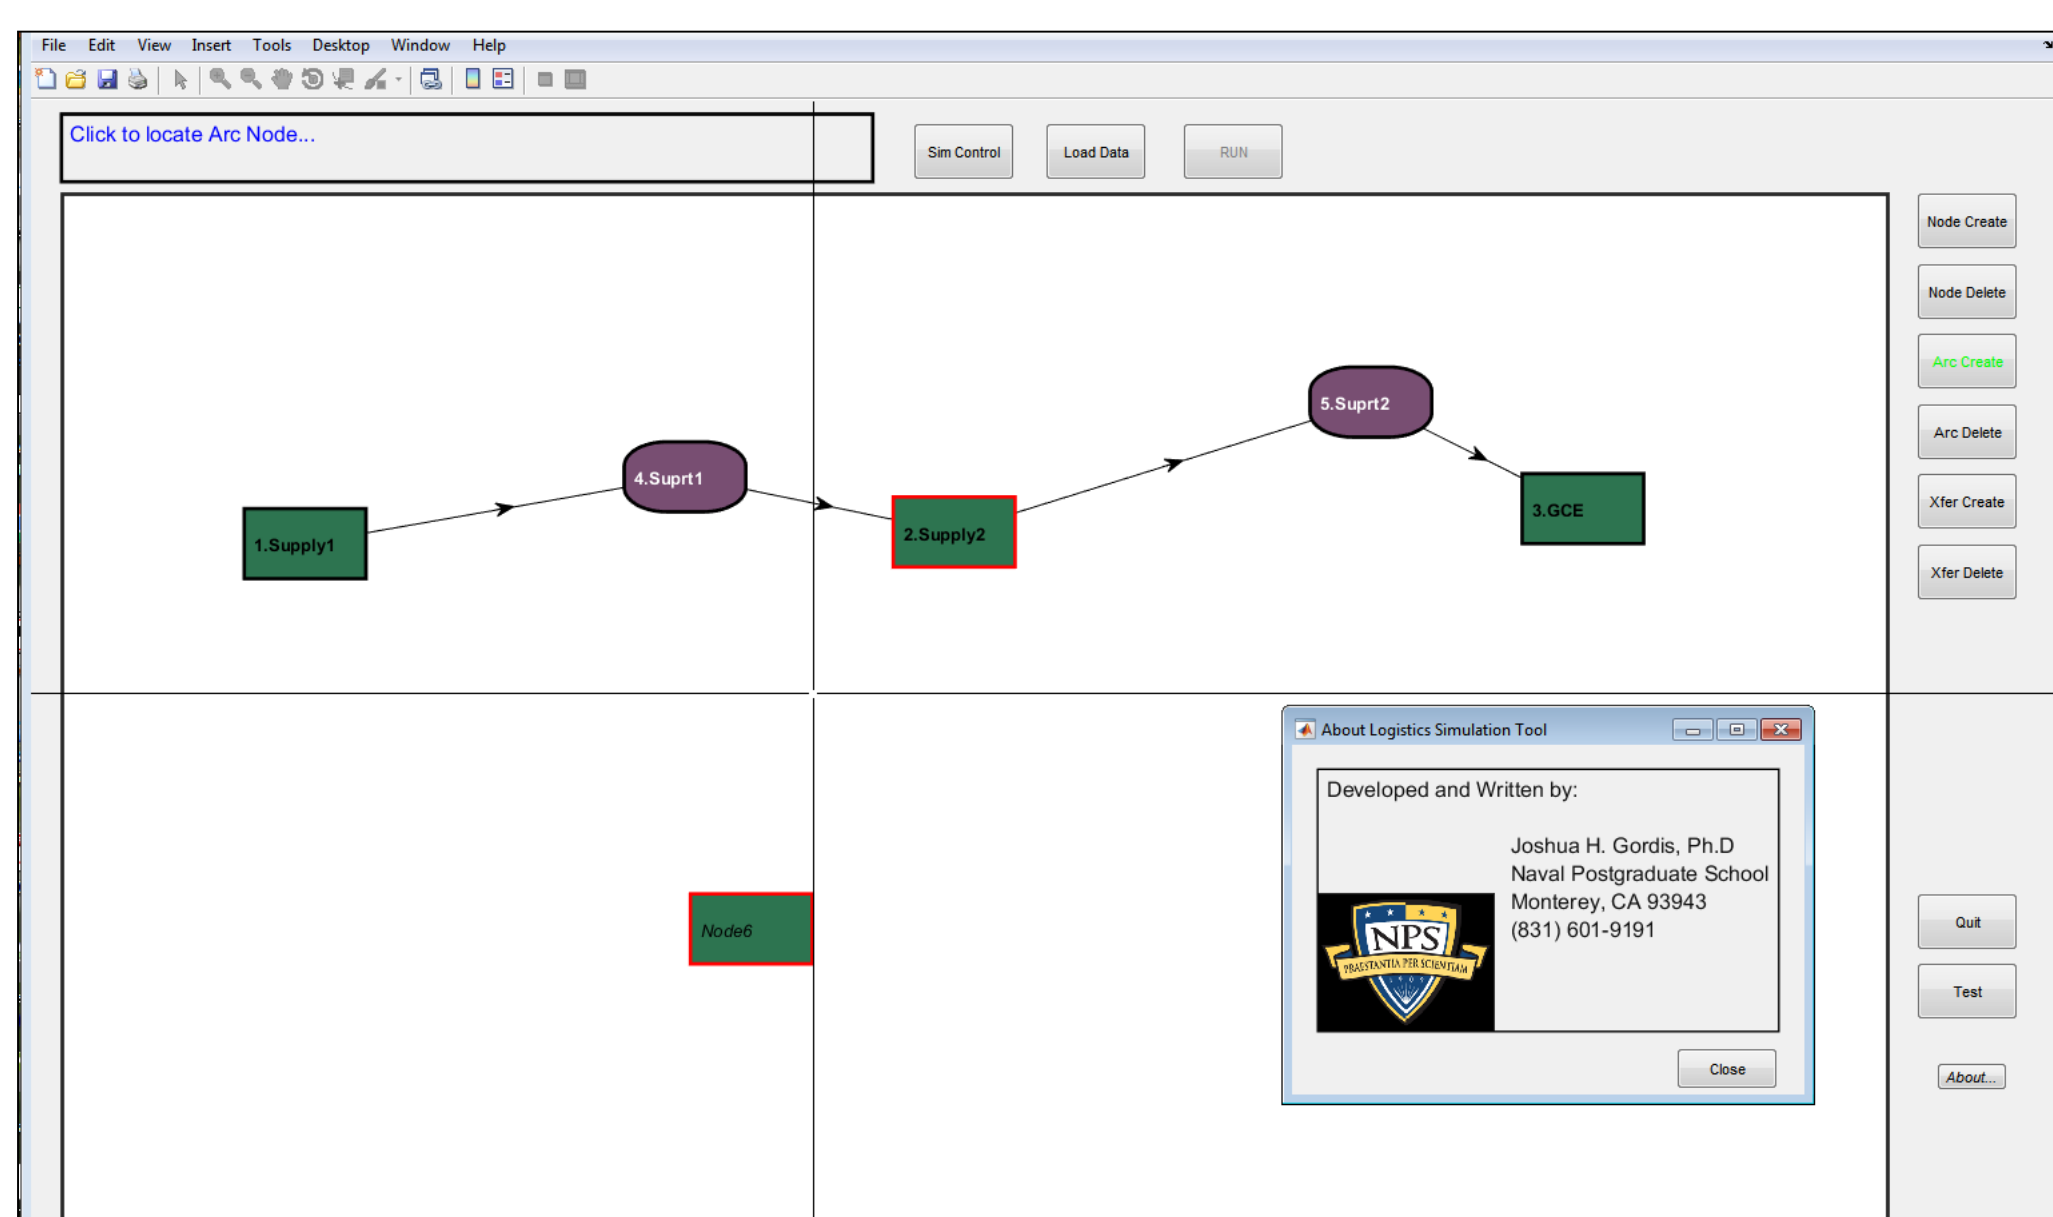 File Edit View Insert Tools Desktop Window Help
Click to locate Arc Node...
Sim Control
Load Data
RUN
Node Create
Node Delete
Arc Create
Arc Delete
Xfer Create
Xfer Delete
5.Suprt2
4.Suprt1
3.GCE
2.Supply2
1.Supply1
About Logistics Simulation Tool
Developed and Written by:
Joshua H. Gordis, Ph.D
Naval Postgraduate School
Monterey, CA 93943
(831) 601-9191
NPS
PRAESTANTIA PER SCIENTIAM
Close
Node6
Quit
Test
About...